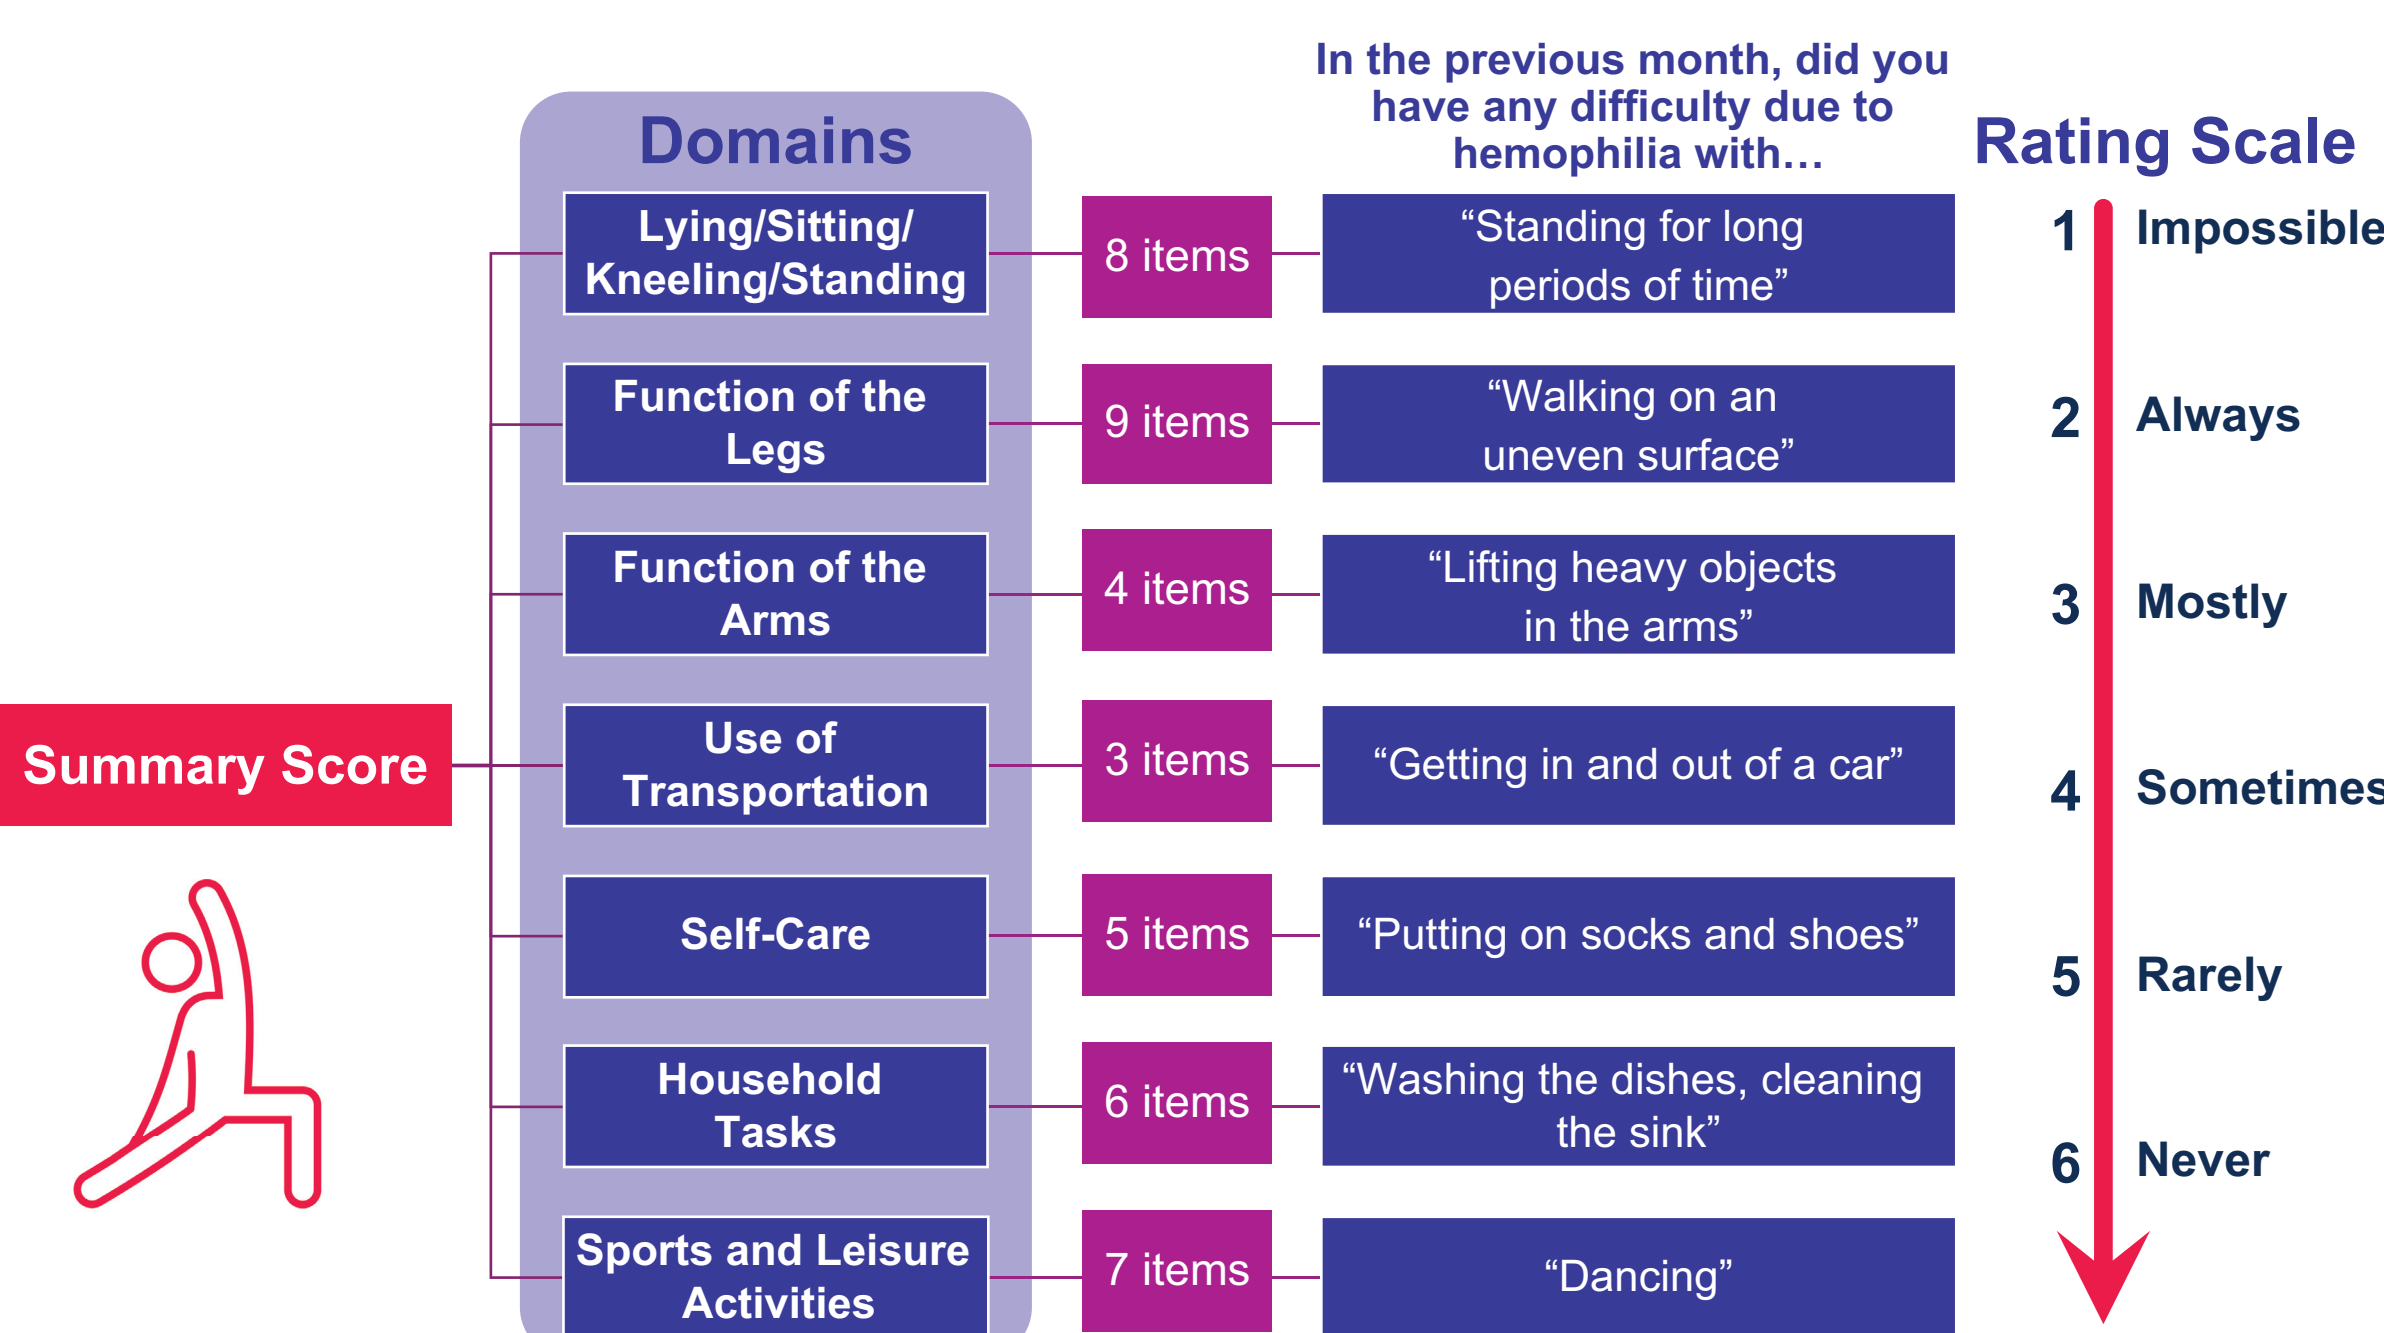 In the previous month, did you
have any difficulty due to
hemophilia with…
Domains
Rating Scale
Lying/Sitting/
Kneeling/Standing
8 items
“Standing for long
periods of time”
Function of the
Legs
9 items
“Walking on an
uneven surface”
Function of the
Arms
4 items
“Lifting heavy objects
in the arms”
Summary Score
Use of
Transportation
3 items
“Getting in and out of a car”
Self-Care
5 items
“Putting on socks and shoes”
Household
Tasks
6 items
“Washing the dishes, cleaning
the sink”
Sports and Leisure
Activities
7 items
“Dancing”
1 Impossible
2 Always
3 Mostly
4 Sometimes
5 Rarely
6 Never